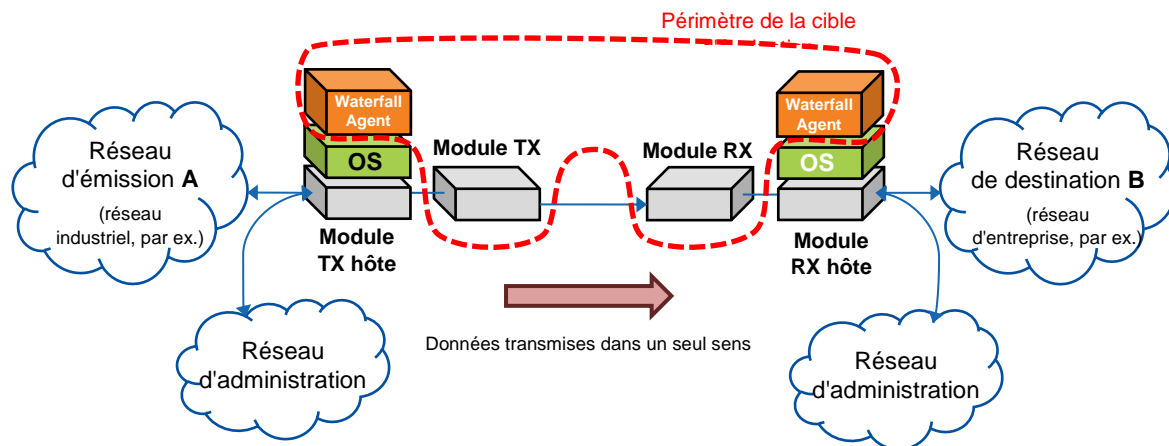 Périmètre de la cible
Waterfall
Agent
Waterfall
Agent
OS
OS
Module TX
Module RX
Réseau
d'émission A
(réseau
industriel, par ex.)
Réseau
de destination B
(réseau
d'entreprise, par ex.)
Module
TX hôte
Module
RX hôte
Données transmises dans un seul sens
Réseau
d'administration
Réseau
d'administration